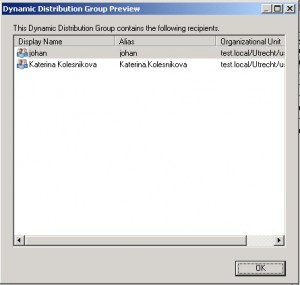 Dynamic Distribution Group Preview
This Dynamic Distribution Group contains the following recipients.
Display Name Alias Organizational Unit
johan johan test.local/Utrecht/u
Katerina Kolesnikova Katerina.Kolesnikova test.local/Utrecht/u
OK